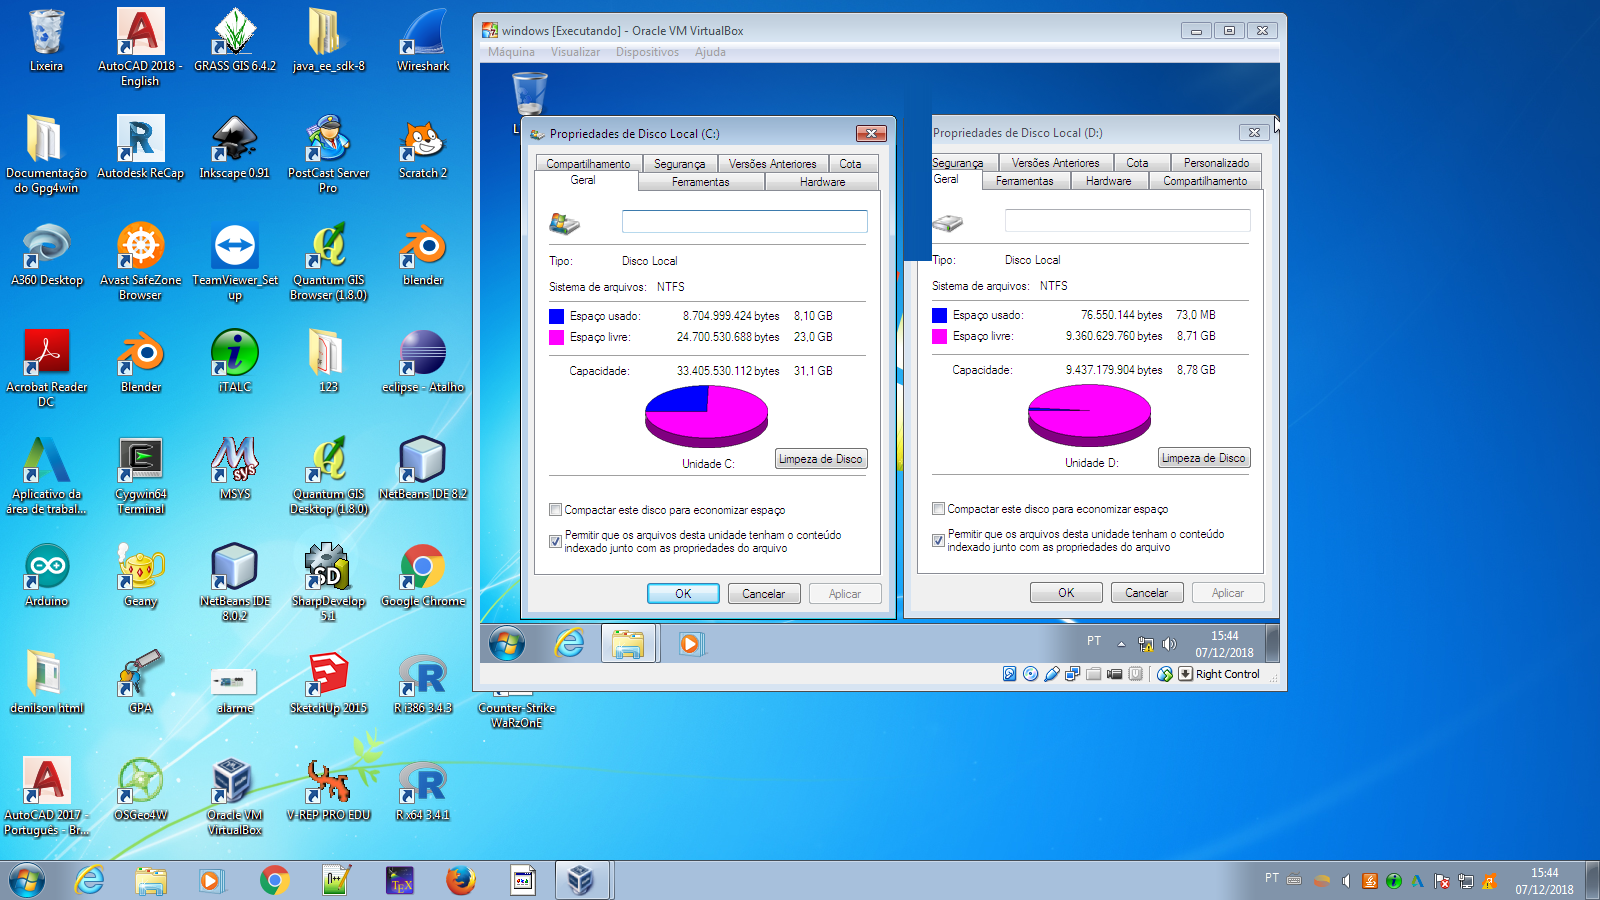 Lixeira
AutoCAD 2018 -
English
GRASS GIS 6.4.2
java_ee_sdk-8
Wireshark
Documentação
do Gpg4win
Autodesk ReCap
Inkscape 0.91
PostCast Server
Pro
Scratch 2
A360 Desktop
Avast SafeZone
Browser
TeamViewer_Set
up
Quantum GIS
Browser (1.8.0)
blender
Acrobat Reader
DC
Blender
iTALC
123
eclipse - Atalho
Aplicativo da
área de trabal...
Cygwin64
Terminal
MSYS
Quantum GIS
Desktop (1.8.0)
NetBeans IDE 8.2
Arduino
Geany
NetBeans IDE
8.0.2
SharpDevelop
5.1
Google Chrome
denilson html
GPA
alarme
SketchUp 2015
R i386 3.4.3
Counter-Strike
WaRzOnE
AutoCAD 2017 -
Português - Br...
OSGeo4W
Oracle VM
VirtualBox
V-REP PRO EDU
R x64 3.4.1
windows [Executando] - Oracle VM VirtualBox
Máquina Visualizar Dispositivos Ajuda
Propriedades de Disco Local (C:)
Compartilhamento Segurança Versões Anteriores Cota
Geral Ferramentas Hardware
Tipo: Disco Local
Sistema de arquivos: NTFS
Espaço usado: 8.704.999.424 bytes 8,10 GB
Espaço livre: 24.700.530.688 bytes 23,0 GB
Capacidade: 33.405.530.112 bytes 31,1 GB
Unidade C:
Limpeza de Disco
Compactar este disco para economizar espaço
Permitir que os arquivos desta unidade tenham o conteúdo
indexado junto com as propriedades do arquivo
OK Cancelar Aplicar
Propriedades de Disco Local (D:)
Segurança Versões Anteriores Cota Personalizado
Geral Ferramentas Hardware Compartilhamento
Tipo: Disco Local
Sistema de arquivos: NTFS
Espaço usado: 76.550.144 bytes 73,0 MB
Espaço livre: 9.360.629.760 bytes 8,71 GB
Capacidade: 9.437.179.904 bytes 8,78 GB
Unidade D:
Limpeza de Disco
Compactar este disco para economizar espaço
Permitir que os arquivos desta unidade tenham o conteúdo
indexado junto com as propriedades do arquivo
OK Cancelar Aplicar
PT
15:44
07/12/2018
Right Control
PT
15:44
07/12/2018